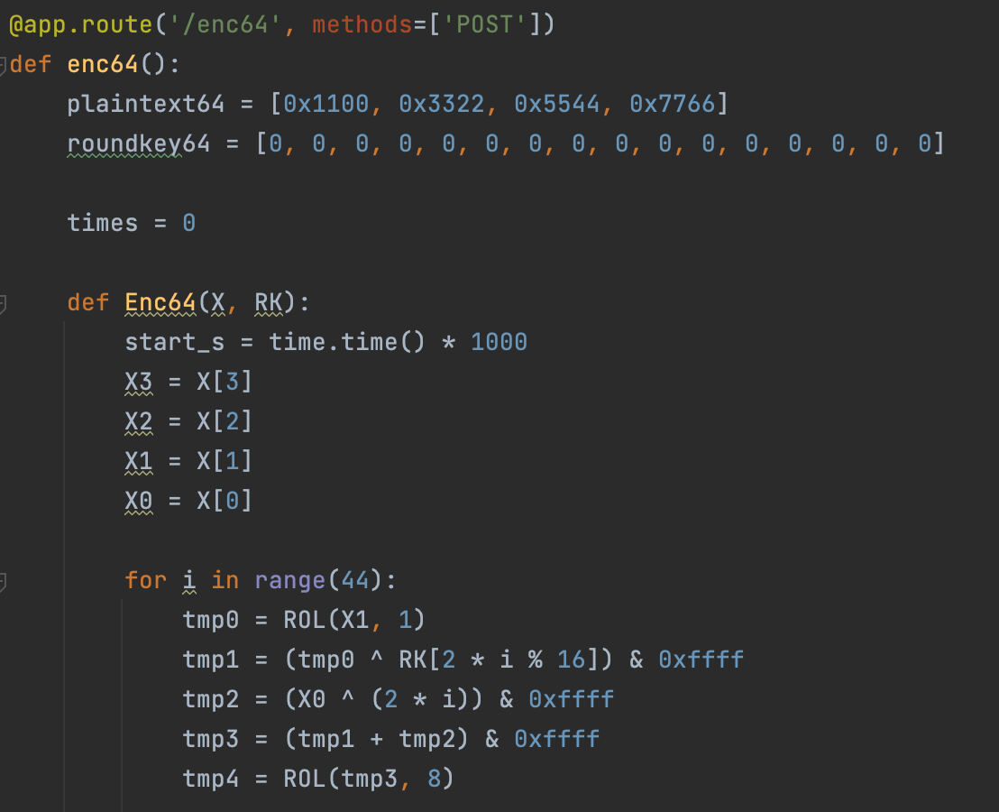 @app.route('/enc64', methods=['POST'])
def enc64():
    plaintext64 = [0x1100, 0x3322, 0x5544, 0x7766]
    roundkey64 = [0, 0, 0, 0, 0, 0, 0, 0, 0, 0, 0, 0, 0, 0, 0, 0]
    times = 0
    def Enc64(X, RK):
        start_s = time.time() * 1000
        X3 = X[3]
        X2 = X[2]
        X1 = X[1]
        X0 = X[0]
        for i in range(44):
            tmp0 = ROL(X1, 1)
            tmp1 = (tmp0 ^ RK[2 * i % 16]) & 0xffff
            tmp2 = (X0 ^ (2 * i)) & 0xffff
            tmp3 = (tmp1 + tmp2) & 0xffff
            tmp4 = ROL(tmp3, 8)